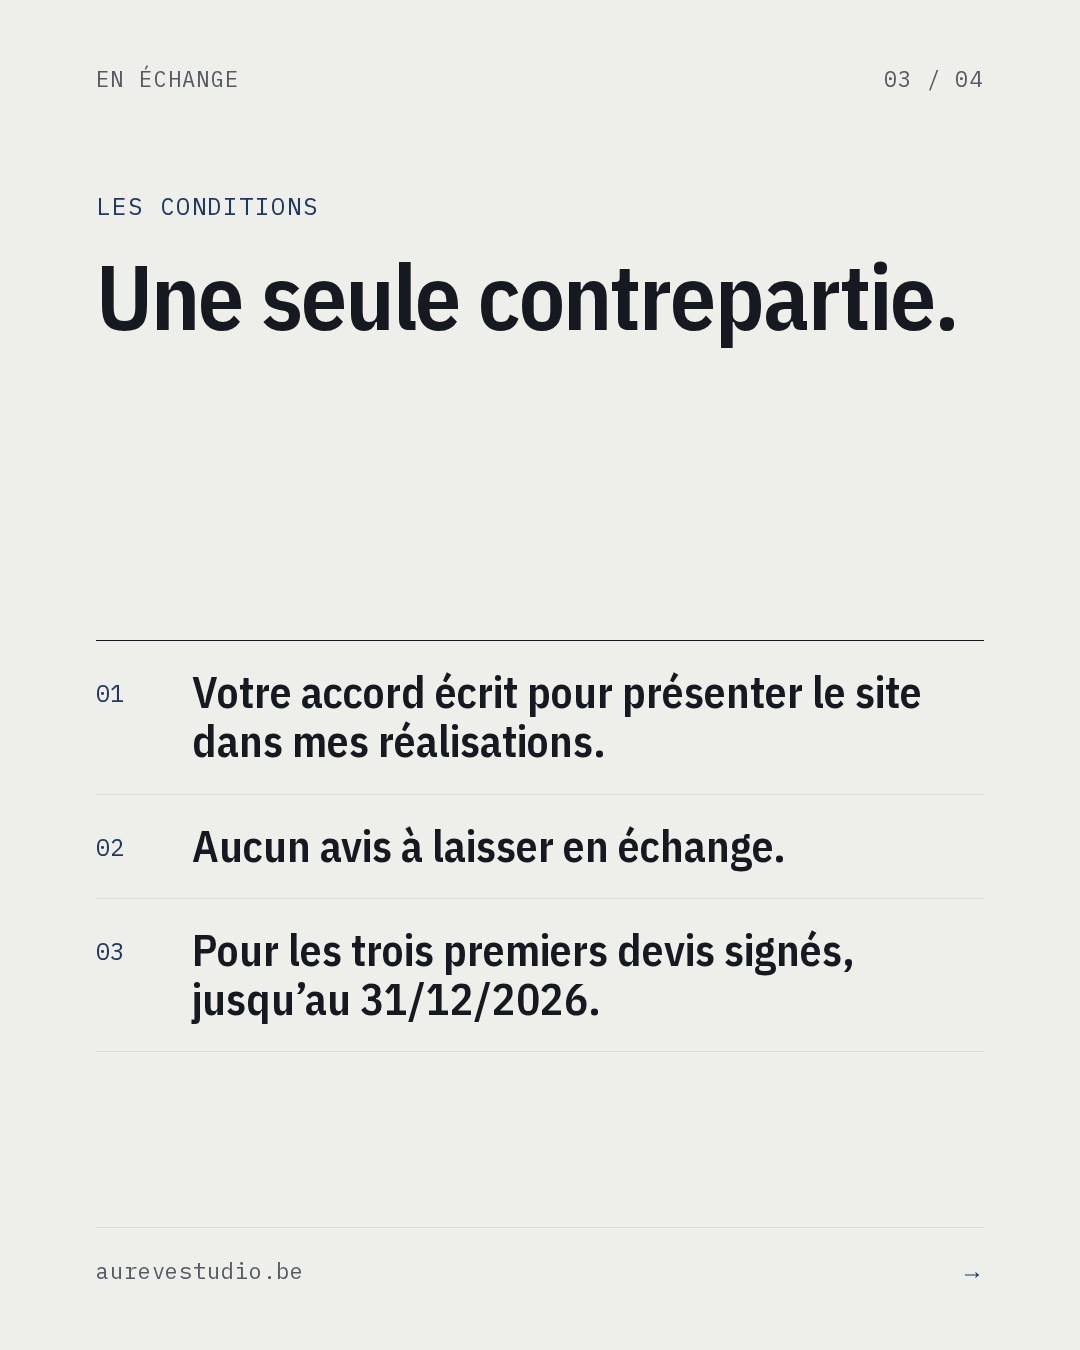 EN ÉCHANGE
03 / 04
LES CONDITIONS
Une seule contrepartie.
01
Votre accord écrit pour présenter le site
dans mes réalisations.
02
Aucun avis à laisser en échange.
03
Pour les trois premiers devis signés,
jusqu’au 31/12/2026.
aurevestudio.be
→